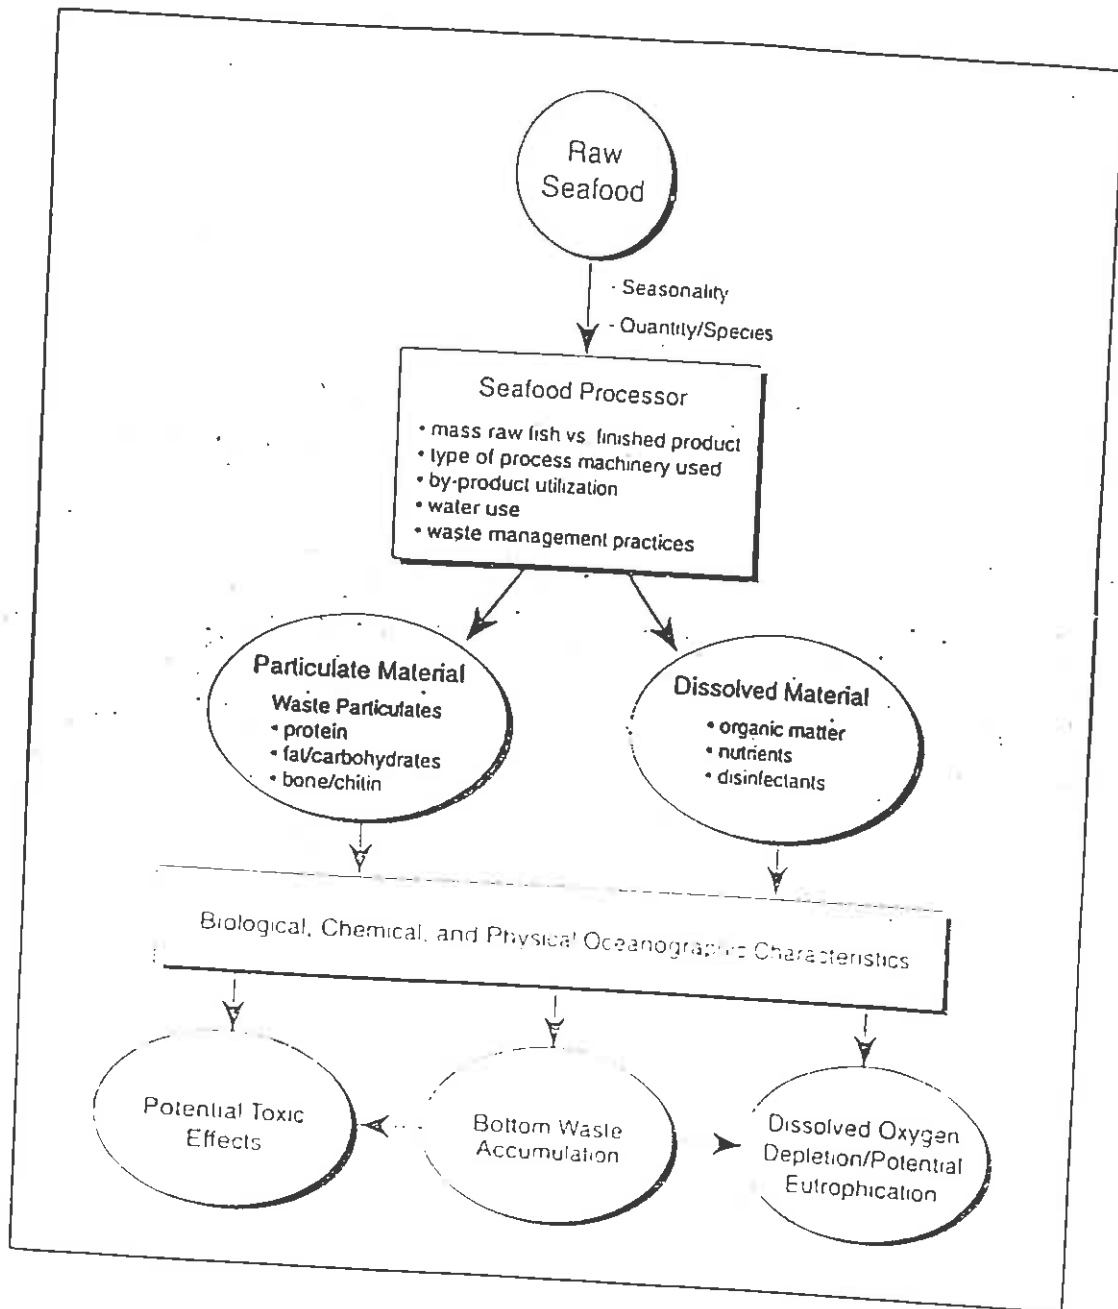 Raw
Seafood
- Seasonality
- Quantity/Species
Seafood Processor
• mass raw fish vs. finished product
• type of process machinery used
• by-product utilization
• water use
• waste management practices
Particulate Material
Waste Particulates
• protein
• fat/carbohydrates
• bone/chitin
Dissolved Material
• organic matter
• nutrients
• disinfectants
Biological, Chemical, and Physical Oceanographic Characteristics
Potential Toxic
Effects
Bottom Waste
Accumulation
Dissolved Oxygen
Depletion/Potential
Eutrophication